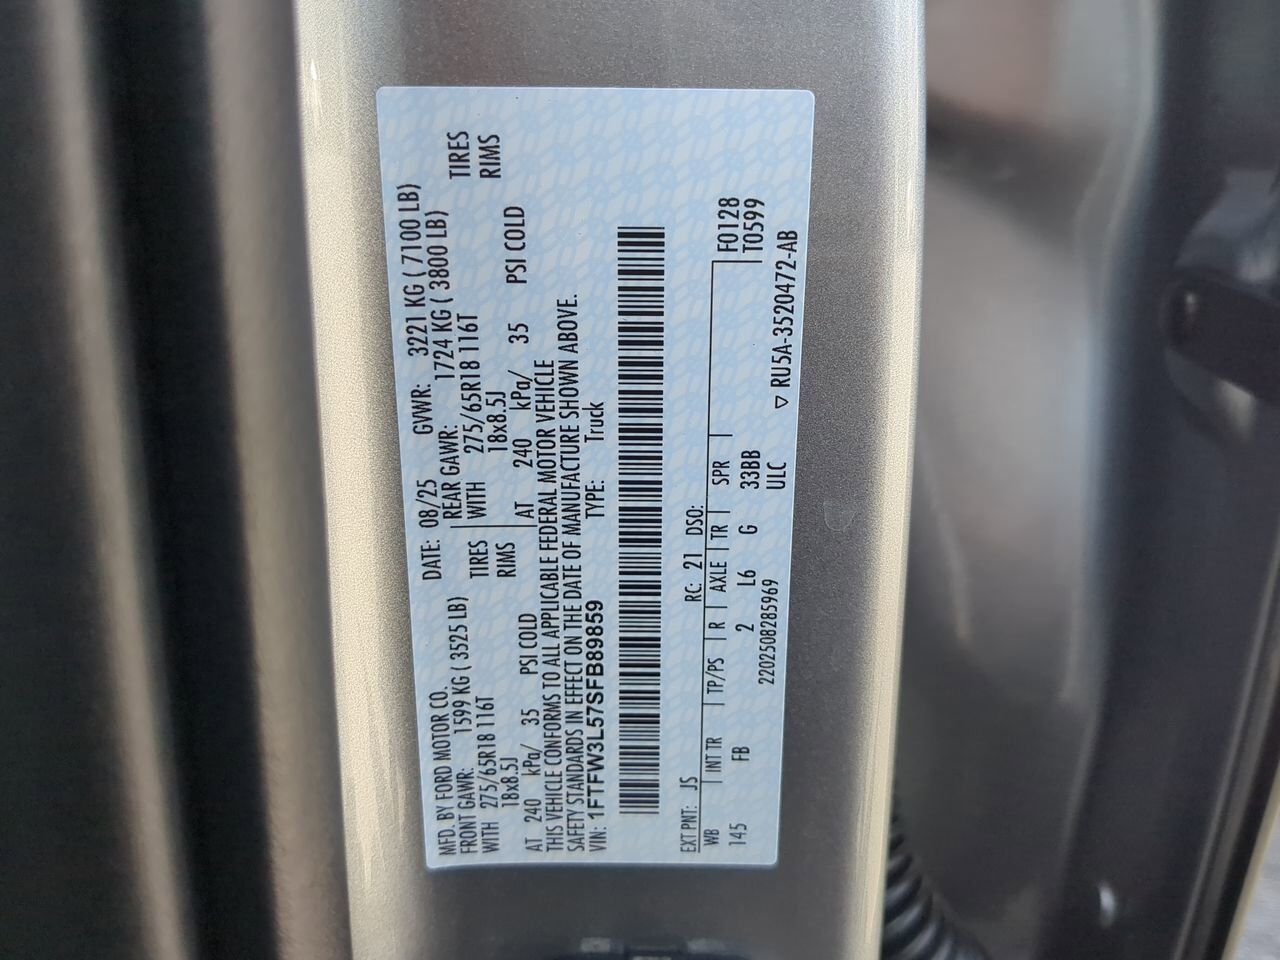 MFD. BY FORD MOTOR CO. DATE: 08/25 GVWR: 3221 KG ( 7100 LB)
FRONT GAWR: 1599 KG ( 3525 LB) REAR GAWR: 1724 KG ( 3800 LB)
WITH 275/65R18 116T TIRES WITH 275/65R18 116T TIRES
18x8.5J RIMS 18x8.5J RIMS
AT 240 kPa/ 35 PSI COLD AT 240 kPa/ 35 PSI COLD
THIS VEHICLE CONFORMS TO ALL APPLICABLE FEDERAL MOTOR VEHICLE
SAFETY STANDARDS IN EFFECT ON THE DATE OF MANUFACTURE SHOWN ABOVE.
VIN: 1FTFW3L57SFB89859 TYPE: Truck
EXT PNT: JS RC: 21 DSO:
WB INT TR TP/PS R AXLE TR SPR F0128
145 FB 2 L6 G 33BB T0599
2202508285969 ULC
▽ RU5A-3520472-AB